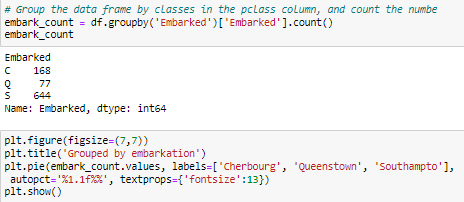 # Group the data frame by classes in the pclass column, and count the numbe
embark_count = df.groupby('Embarked')['Embarked'].count()
embark_count
Embarked
C    168
Q     77
S    644
Name: Embarked, dtype: int64
plt.figure(figsize=(7,7))
plt.title('Grouped by embarkation')
plt.pie(embark_count.values, labels=['Cherbourg', 'Queenstown', 'Southampto'],
autopct='%1.1f%%', textprops={'fontsize':13})
plt.show()